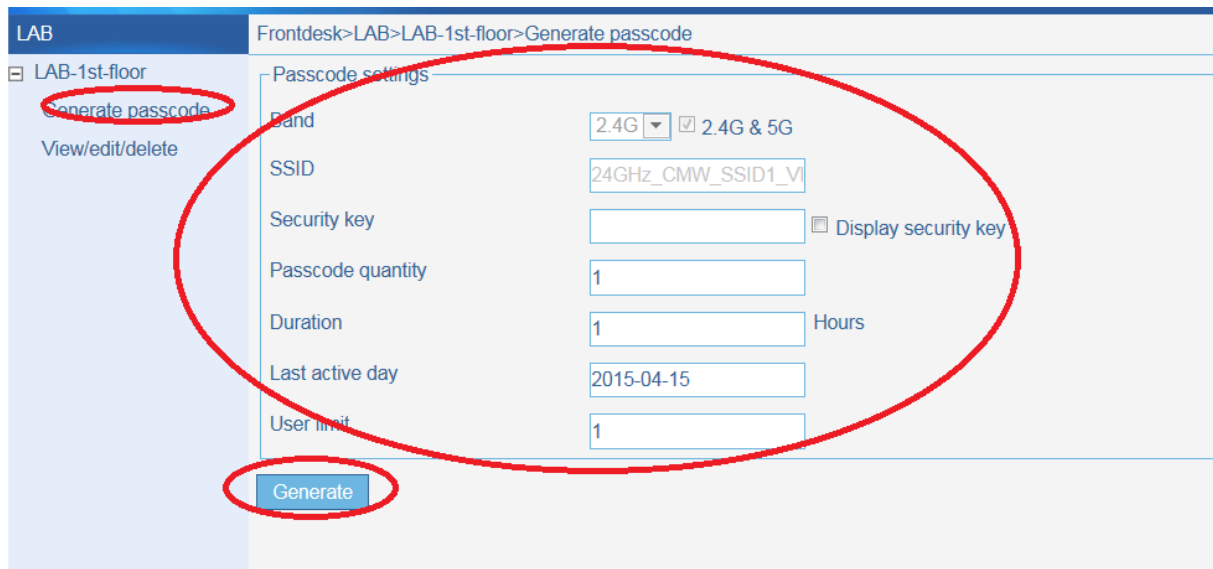 LAB
Frontdesk>LAB>LAB-1st-floor>Generate passcode
LAB-1st-floor
Generate passcode
View/edit/delete
Passcode settings
Band 2.4G 2.4G & 5G
SSID 24GHz_CMW_SSID1_VI
Security key Display security key
Passcode quantity 1
Duration 1 Hours
Last active day 2015-04-15
User limit 1
Generate